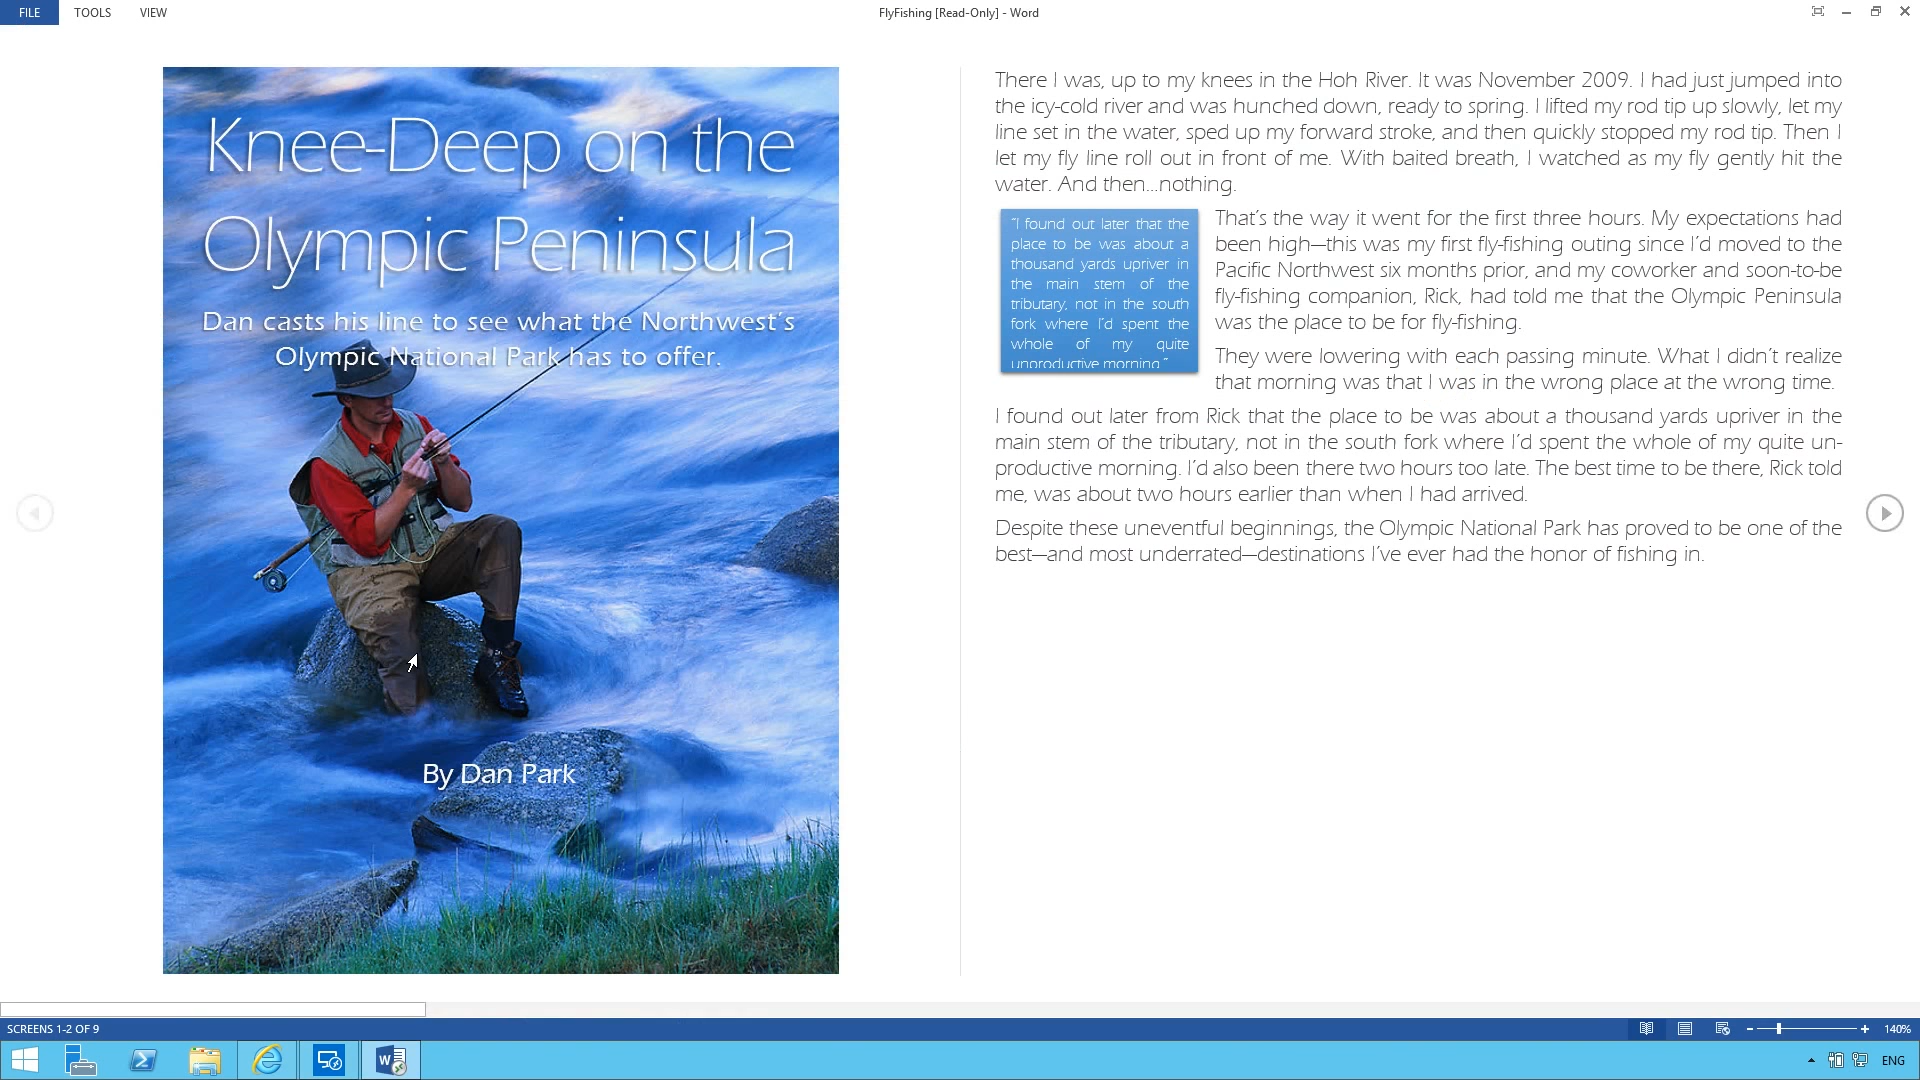 FILE TOOLS VIEW FlyFishing [Read-Only] - Word
Knee-Deep on the
Olympic Peninsula
Dan casts his line to see what the Northwest's
Olympic National Park has to offer.
By Dan Park
There I was, up to my knees in the Hoh River. It was November 2009. I had just jumped into
the icy-cold river and was hunched down, ready to spring. I lifted my rod tip up slowly, let my
line set in the water, sped up my forward stroke, and then quickly stopped my rod tip. Then I
let my fly line roll out in front of me. With baited breath, I watched as my fly gently hit the
water. And then...nothing.
"I found out later that the
place to be was about a
thousand yards upriver in
the main stem of the
tributary, not in the south
fork where I'd spent the
whole of my quite
unproductive morning."
That's the way it went for the first three hours. My expectations had
been high—this was my first fly-fishing outing since I'd moved to the
Pacific Northwest six months prior, and my coworker and soon-to-be
fly-fishing companion, Rick, had told me that the Olympic Peninsula
was the place to be for fly-fishing.
They were lowering with each passing minute. What I didn't realize
that morning was that I was in the wrong place at the wrong time.
I found out later from Rick that the place to be was about a thousand yards upriver in the
main stem of the tributary, not in the south fork where I'd spent the whole of my quite un-
productive morning. I'd also been there two hours too late. The best time to be there, Rick told
me, was about two hours earlier than when I had arrived.
Despite these uneventful beginnings, the Olympic National Park has proved to be one of the
best—and most underrated—destinations I've ever had the honor of fishing in.
SCREENS 1-2 OF 9
140%
ENG